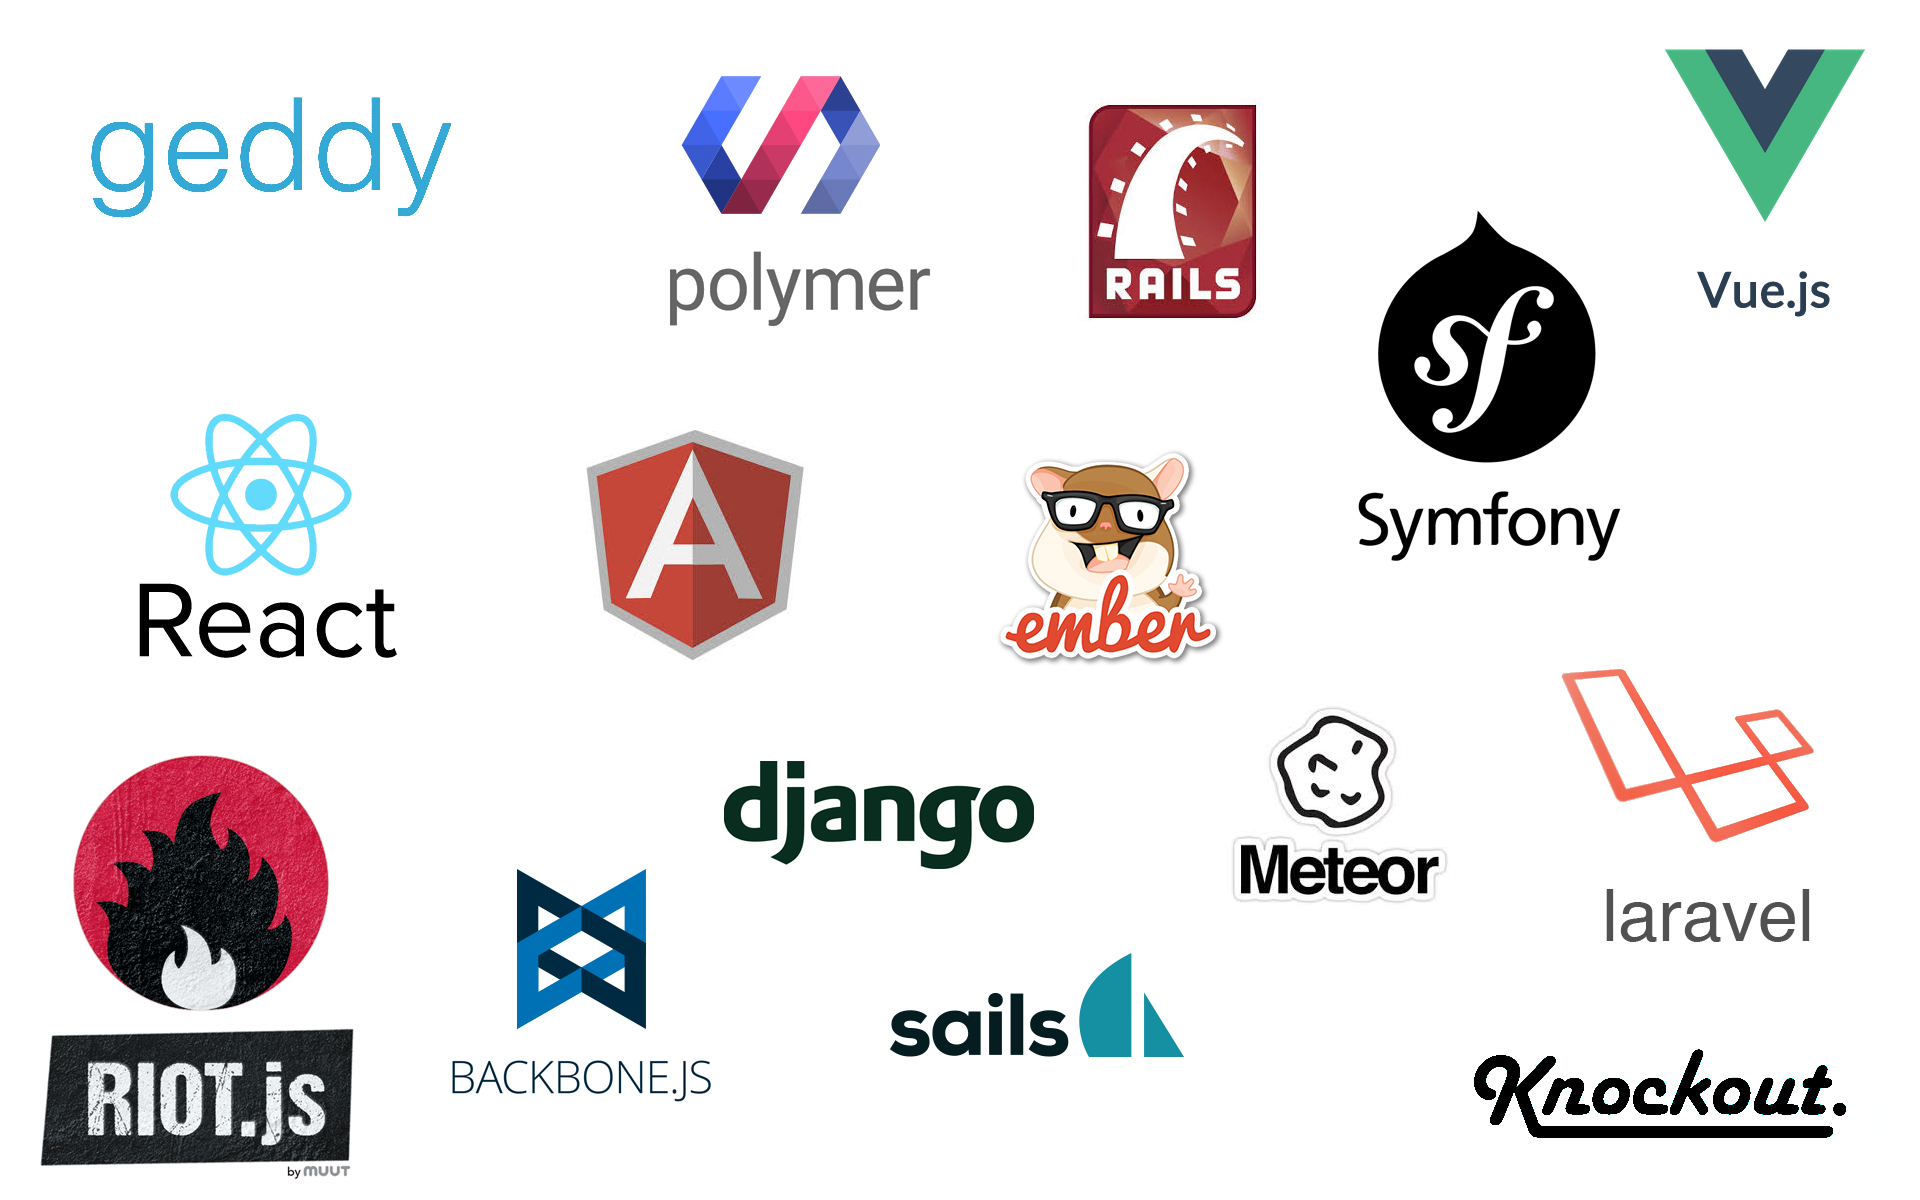 geddy
polymer
RAILS
Vue.js
sf
Symfony
React
A
ember
django
Meteor
laravel
RIOT.js
by MUUT
BACKBONE.JS
sails
Knockout.